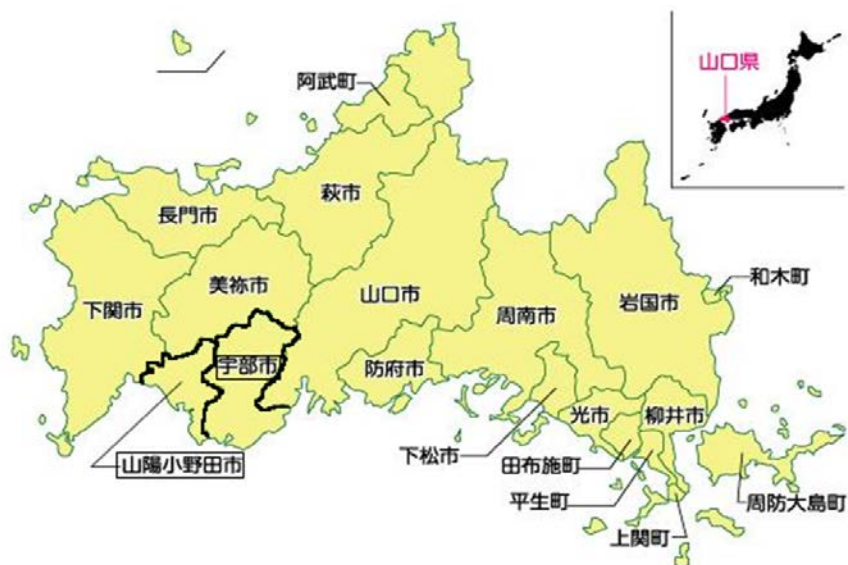 山口県
阿武町
萩市
長門市
美祢市
山口市
下関市
周南市
岩国市
和木町
宇部市
防府市
光市
柳井市
下松市
山陽小野田市
田布施町
平生町
周防大島町
上関町